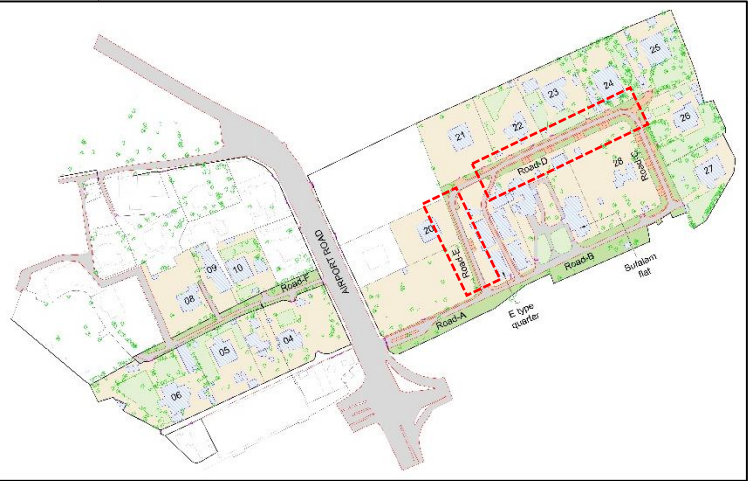 25
24
23
22
21
26
27
28
Road-D
Road-C
20
Road-E
AIRPORT ROAD
09
10
08
Road-F
Road-B
Sufalam
flat
E type
quarter
Road-A
05
04
06